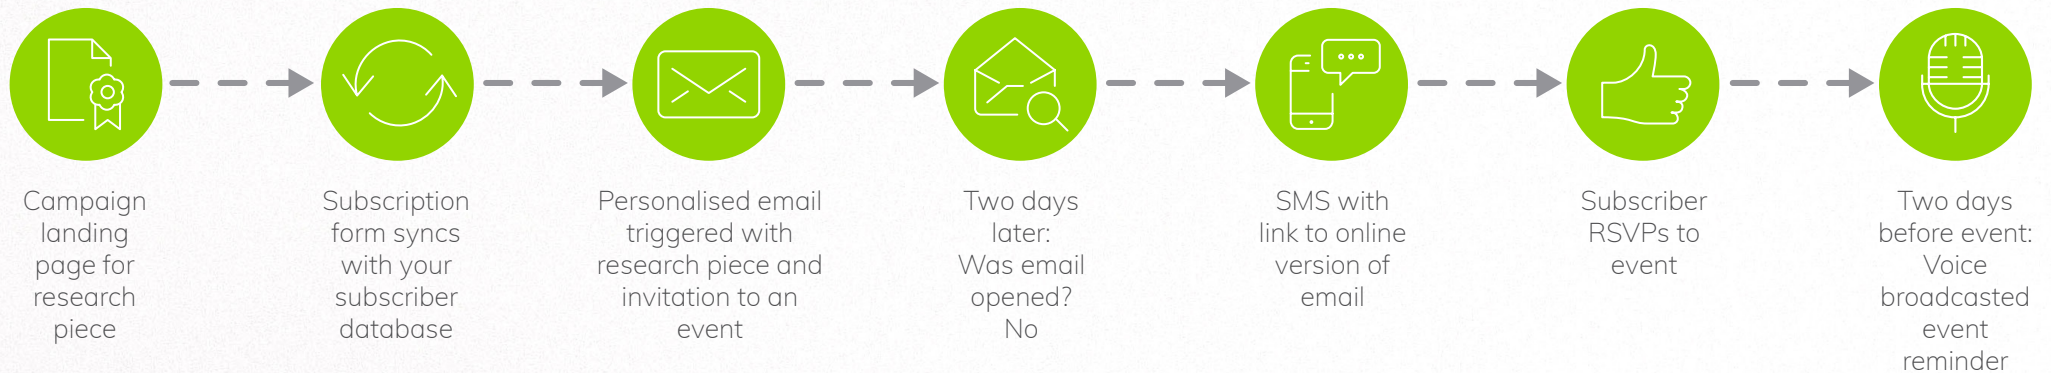 Campaign
landing
page for
research
piece
Subscription
form syncs
with your
subscriber
database
Personalised email
triggered with
research piece and
invitation to an
event
Two days
later:
Was email
opened?
No
SMS with
link to online
version of
email
Subscriber
RSVPs to
event
Two days
before event:
Voice
broadcasted
event
reminder